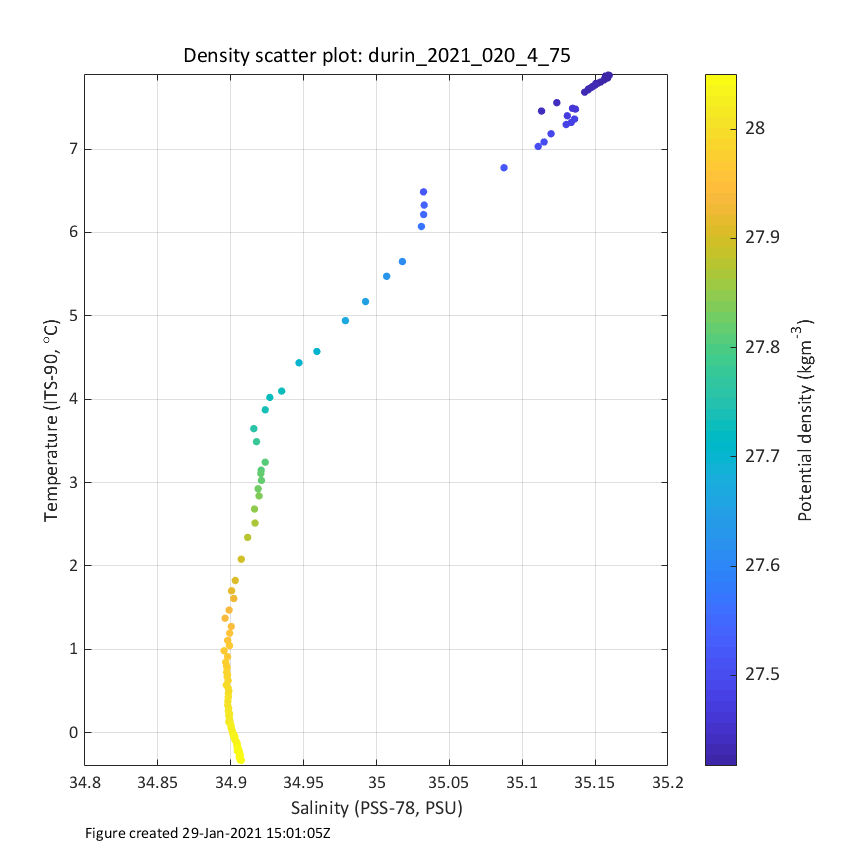 Density scatter plot: durin_2021_020_4_75
7
6
5
4
3
2
1
0
Temperature (ITS-90, °C)
34.8 34.85 34.9 34.95 35 35.05 35.1 35.15 35.2
Salinity (PSS-78, PSU)
28
27.9
27.8
27.7
27.6
27.5
Potential density (kgm⁻³)
Figure created 29-Jan-2021 15:01:05Z